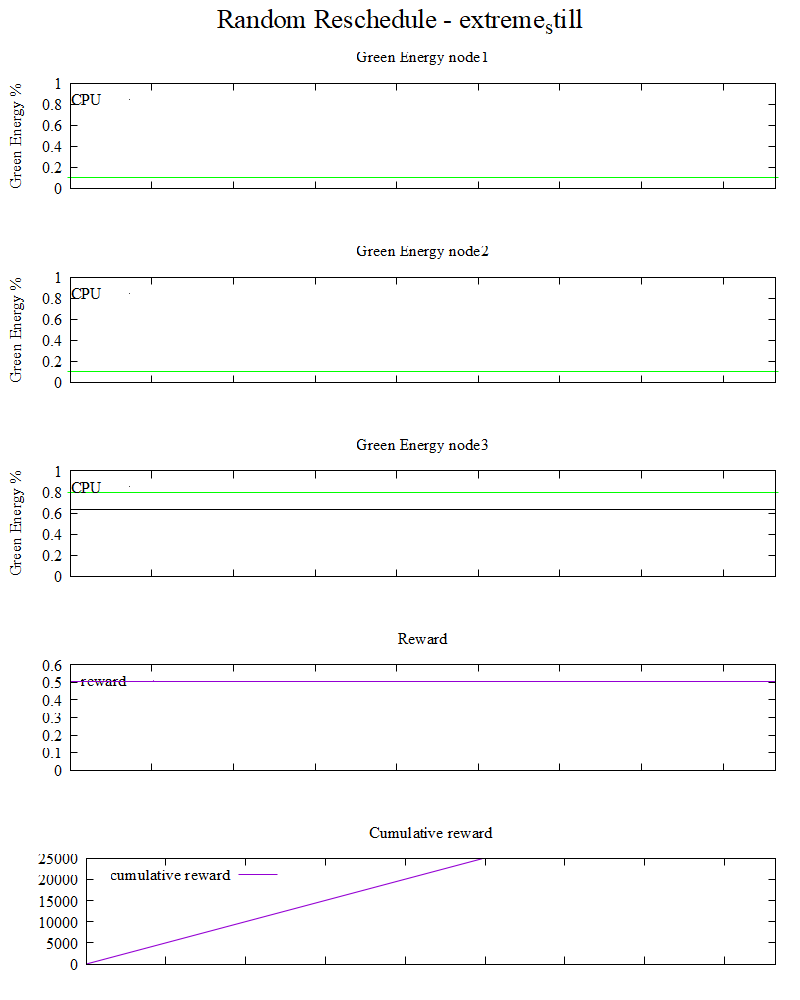 Random Reschedule - extreme_still
Green Energy node1
Green Energy %
1
CPU
0.8
0.6
0.4
0.2
0
Green Energy node2
Green Energy %
1
CPU
0.8
0.6
0.4
0.2
0
Green Energy node3
Green Energy %
1
CPU
0.8
0.6
0.4
0.2
0
Reward
0.6
0.5
reward
0.4
0.3
0.2
0.1
0
Cumulative reward
25000
cumulative reward
20000
15000
10000
5000
0